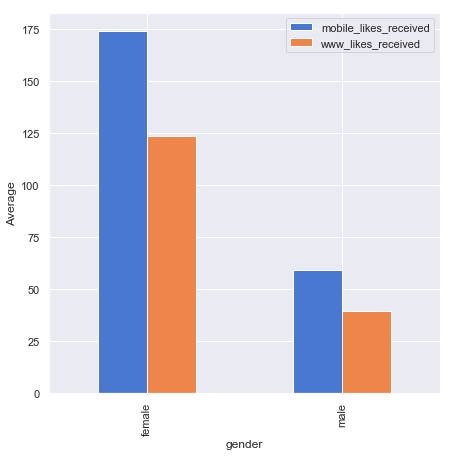 mobile_likes_received
www_likes_received
175
150
125
100
75
50
25
0
Average
female
male
gender